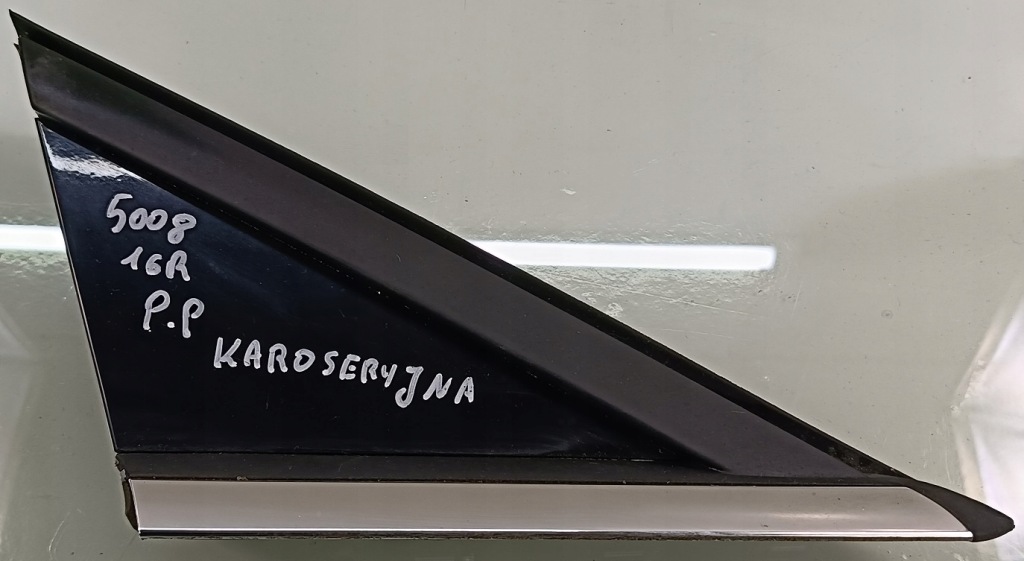 5008
16R
P.P
KAROSERYJNA